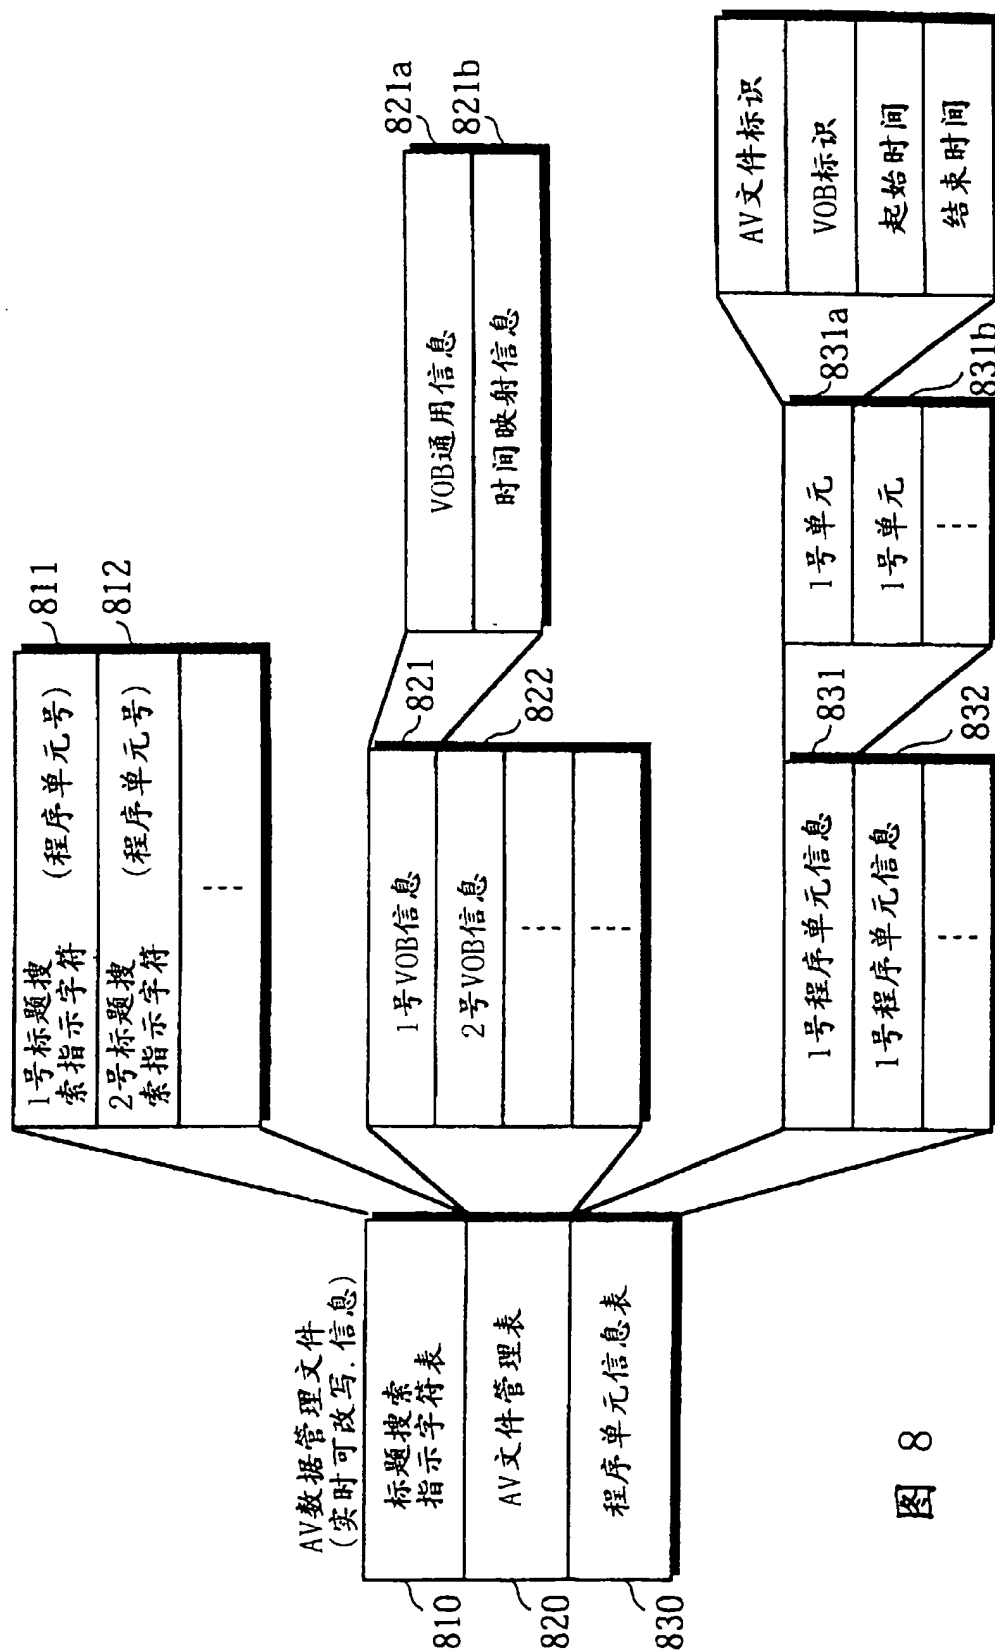 AV数据管理文件
(实时可改写.信息)
标题搜索
指示字符表
AV文件管理表
程序单元信息表
810
820
830
1号标题搜
索指示字符
(程序单元号)
2号标题搜
索指示字符
(程序单元号)
811
812
1号VOB信息
2号VOB信息
821
822
VOB通用信息
时间映射信息
821a
821b
1号程序单元信息
1号程序单元信息
831
832
1号单元
1号单元
831a
831b
AV文件标识
VOB标识
起始时间
结束时间
图 8